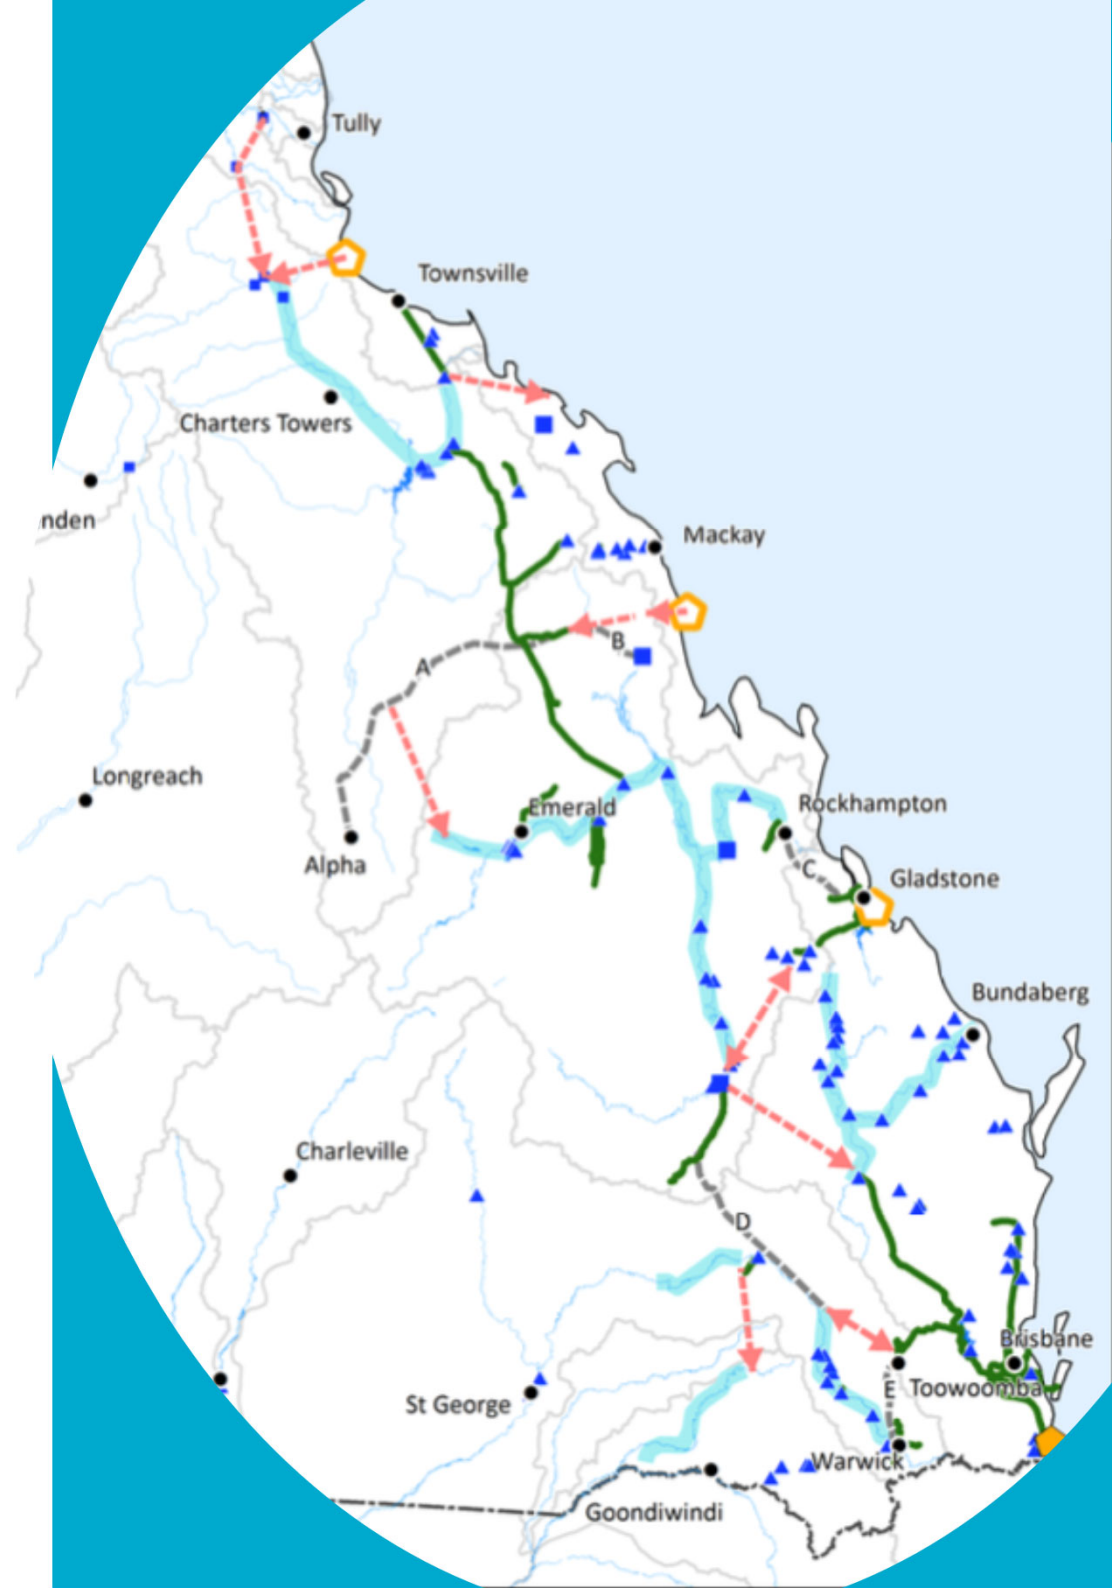 Tully
Townsville
Charters Towers
nden
Mackay
B
A
Longreach
Emerald
Rockhampton
Alpha
C
Gladstone
Bundaberg
Charleville
D
Brisbane
E
Toowoomba
St George
Warwick
Goondiwindi